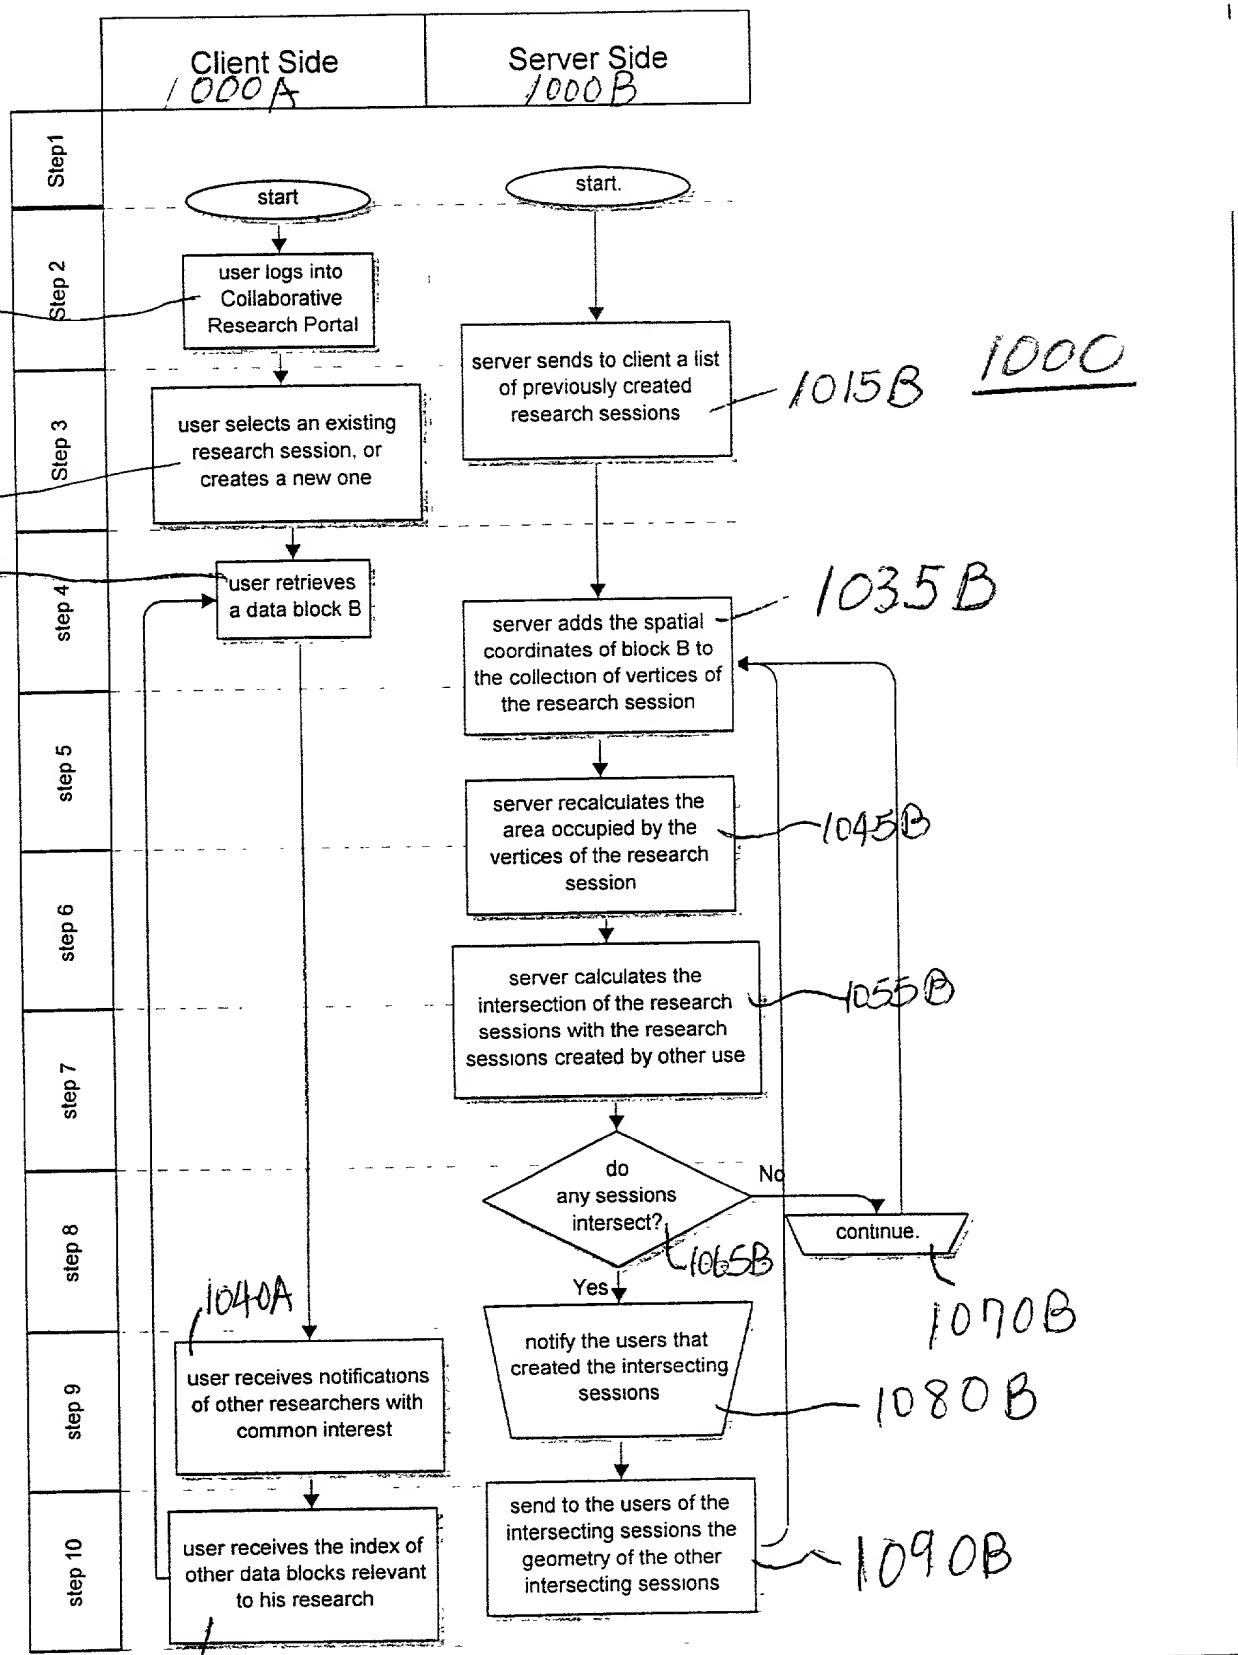 Client Side
1000A
Server Side
1000B
Step1
start
start.
Step 2
user logs into
Collaborative
Research Portal
server sends to client a list
of previously created
research sessions
1015B
1000
Step 3
user selects an existing
research session, or
creates a new one
step 4
user retrieves
a data block B
server adds the spatial
coordinates of block B to
the collection of vertices of
the research session
1035B
step 5
server recalculates the
area occupied by the
vertices of the research
session
1045B
step 6
server calculates the
intersection of the research
sessions with the research
sessions created by other use
1055B
step 7
do
any sessions
intersect?
No
1065B
Yes
continue.
1070B
step 8
1040A
step 9
user receives notifications
of other researchers with
common interest
notify the users that
created the intersecting
sessions
1080B
step 10
user receives the index of
other data blocks relevant
to his research
send to the users of the
intersecting sessions the
geometry of the other
intersecting sessions
1090B